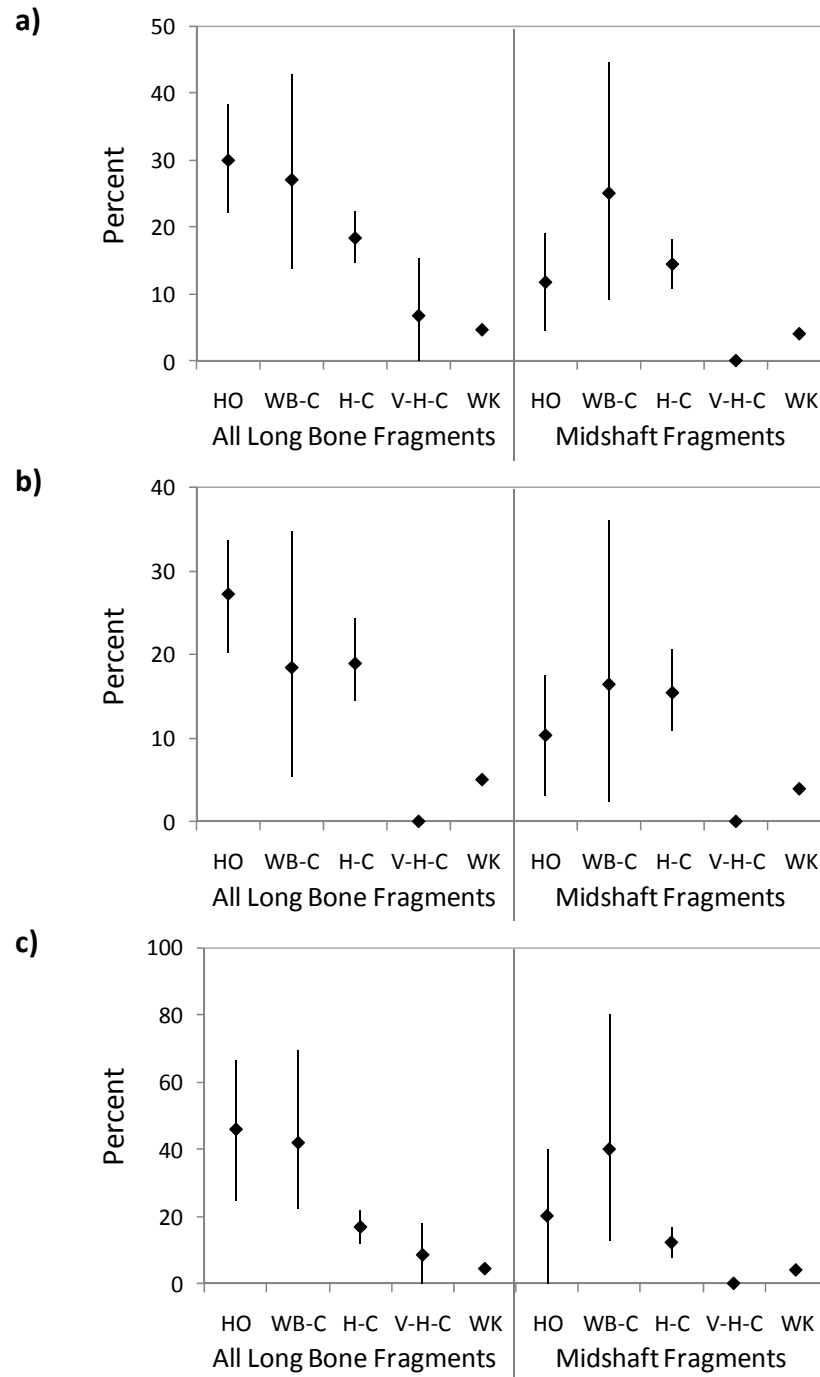 a)
50
40
30
20
10
0
Percent
HO WB-C H-C V-H-C WK HO WB-C H-C V-H-C WK
All Long Bone Fragments Midshaft Fragments
b)
40
30
20
10
0
Percent
HO WB-C H-C V-H-C WK HO WB-C H-C V-H-C WK
All Long Bone Fragments Midshaft Fragments
c)
100
80
60
40
20
0
Percent
HO WB-C H-C V-H-C WK HO WB-C H-C V-H-C WK
All Long Bone Fragments Midshaft Fragments